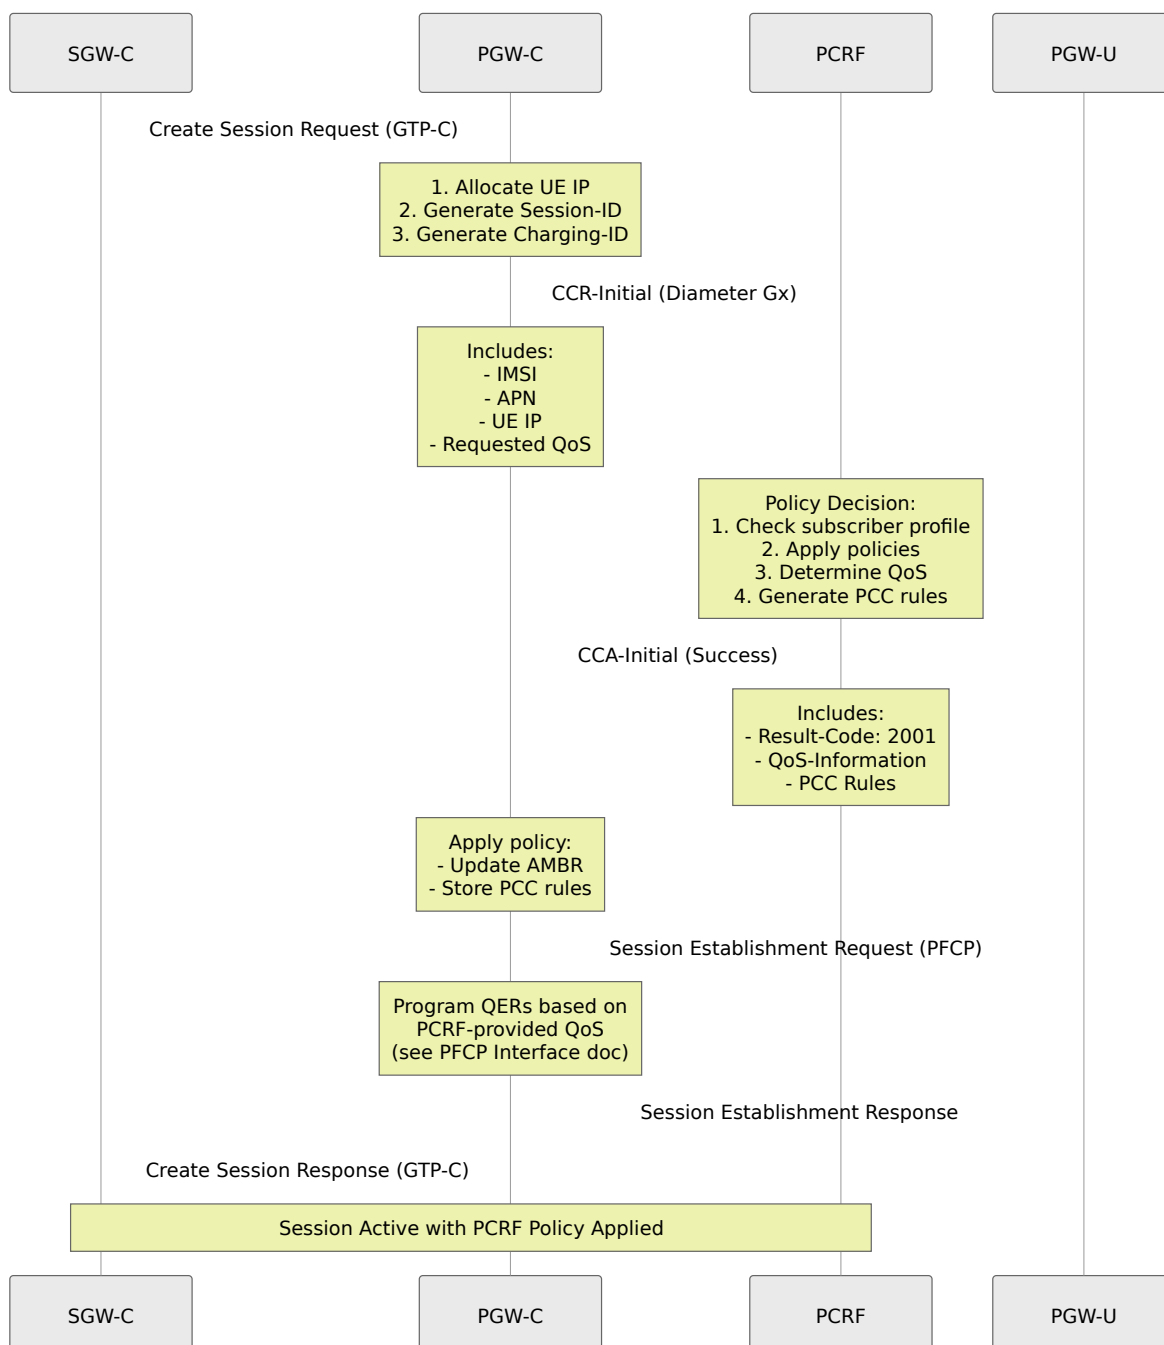 SGW-C
PGW-C
PCRF
PGW-U
Create Session Request (GTP-C)
1. Allocate UE IP
2. Generate Session-ID
3. Generate Charging-ID
CCR-Initial (Diameter Gx)
Includes:
- IMSI
- APN
- UE IP
- Requested QoS
Policy Decision:
1. Check subscriber profile
2. Apply policies
3. Determine QoS
4. Generate PCC rules
CCA-Initial (Success)
Includes:
- Result-Code: 2001
- QoS-Information
- PCC Rules
Apply policy:
- Update AMBR
- Store PCC rules
Session Establishment Request (PFCP)
Program QERs based on
PCRF-provided QoS
(see PFCP Interface doc)
Session Establishment Response
Create Session Response (GTP-C)
Session Active with PCRF Policy Applied
SGW-C
PGW-C
PCRF
PGW-U